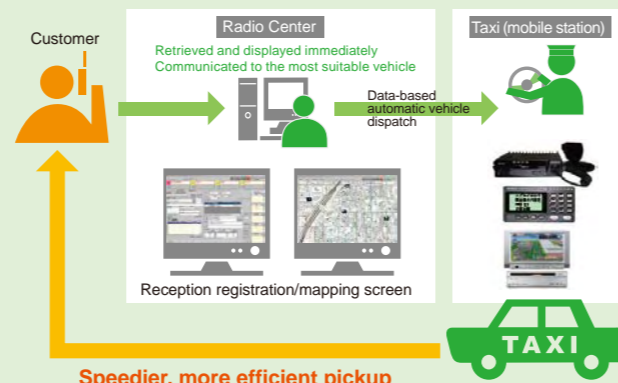 Customer
Radio Center
Retrieved and displayed immediately
Communicated to the most suitable vehicle
Data-based
automatic vehicle
dispatch
Reception registration/mapping screen
Taxi (mobile station)
TAXI
Speedier, more efficient pickup